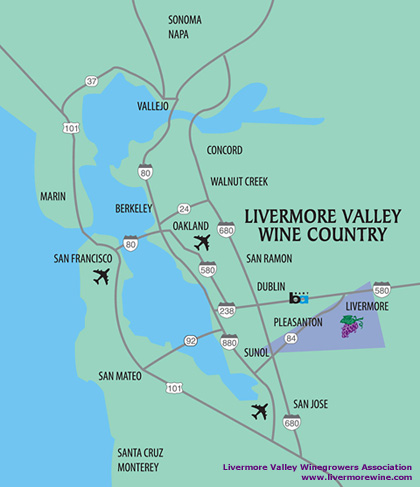 SONOMA
NAPA
37
VALLEJO
101
CONCORD
80
WALNUT CREEK
MARIN
24
BERKELEY
LIVERMORE VALLEY
WINE COUNTRY
OAKLAND
680
80
SAN FRANCISCO
SAN RAMON
580
DUBLIN
580
238
LIVERMORE
PLEASANTON
92
880
84
SUNOL
SAN MATEO
101
SAN JOSE
680
SANTA CRUZ
MONTEREY
Livermore Valley Winegrowers Association
www.livermorewine.com